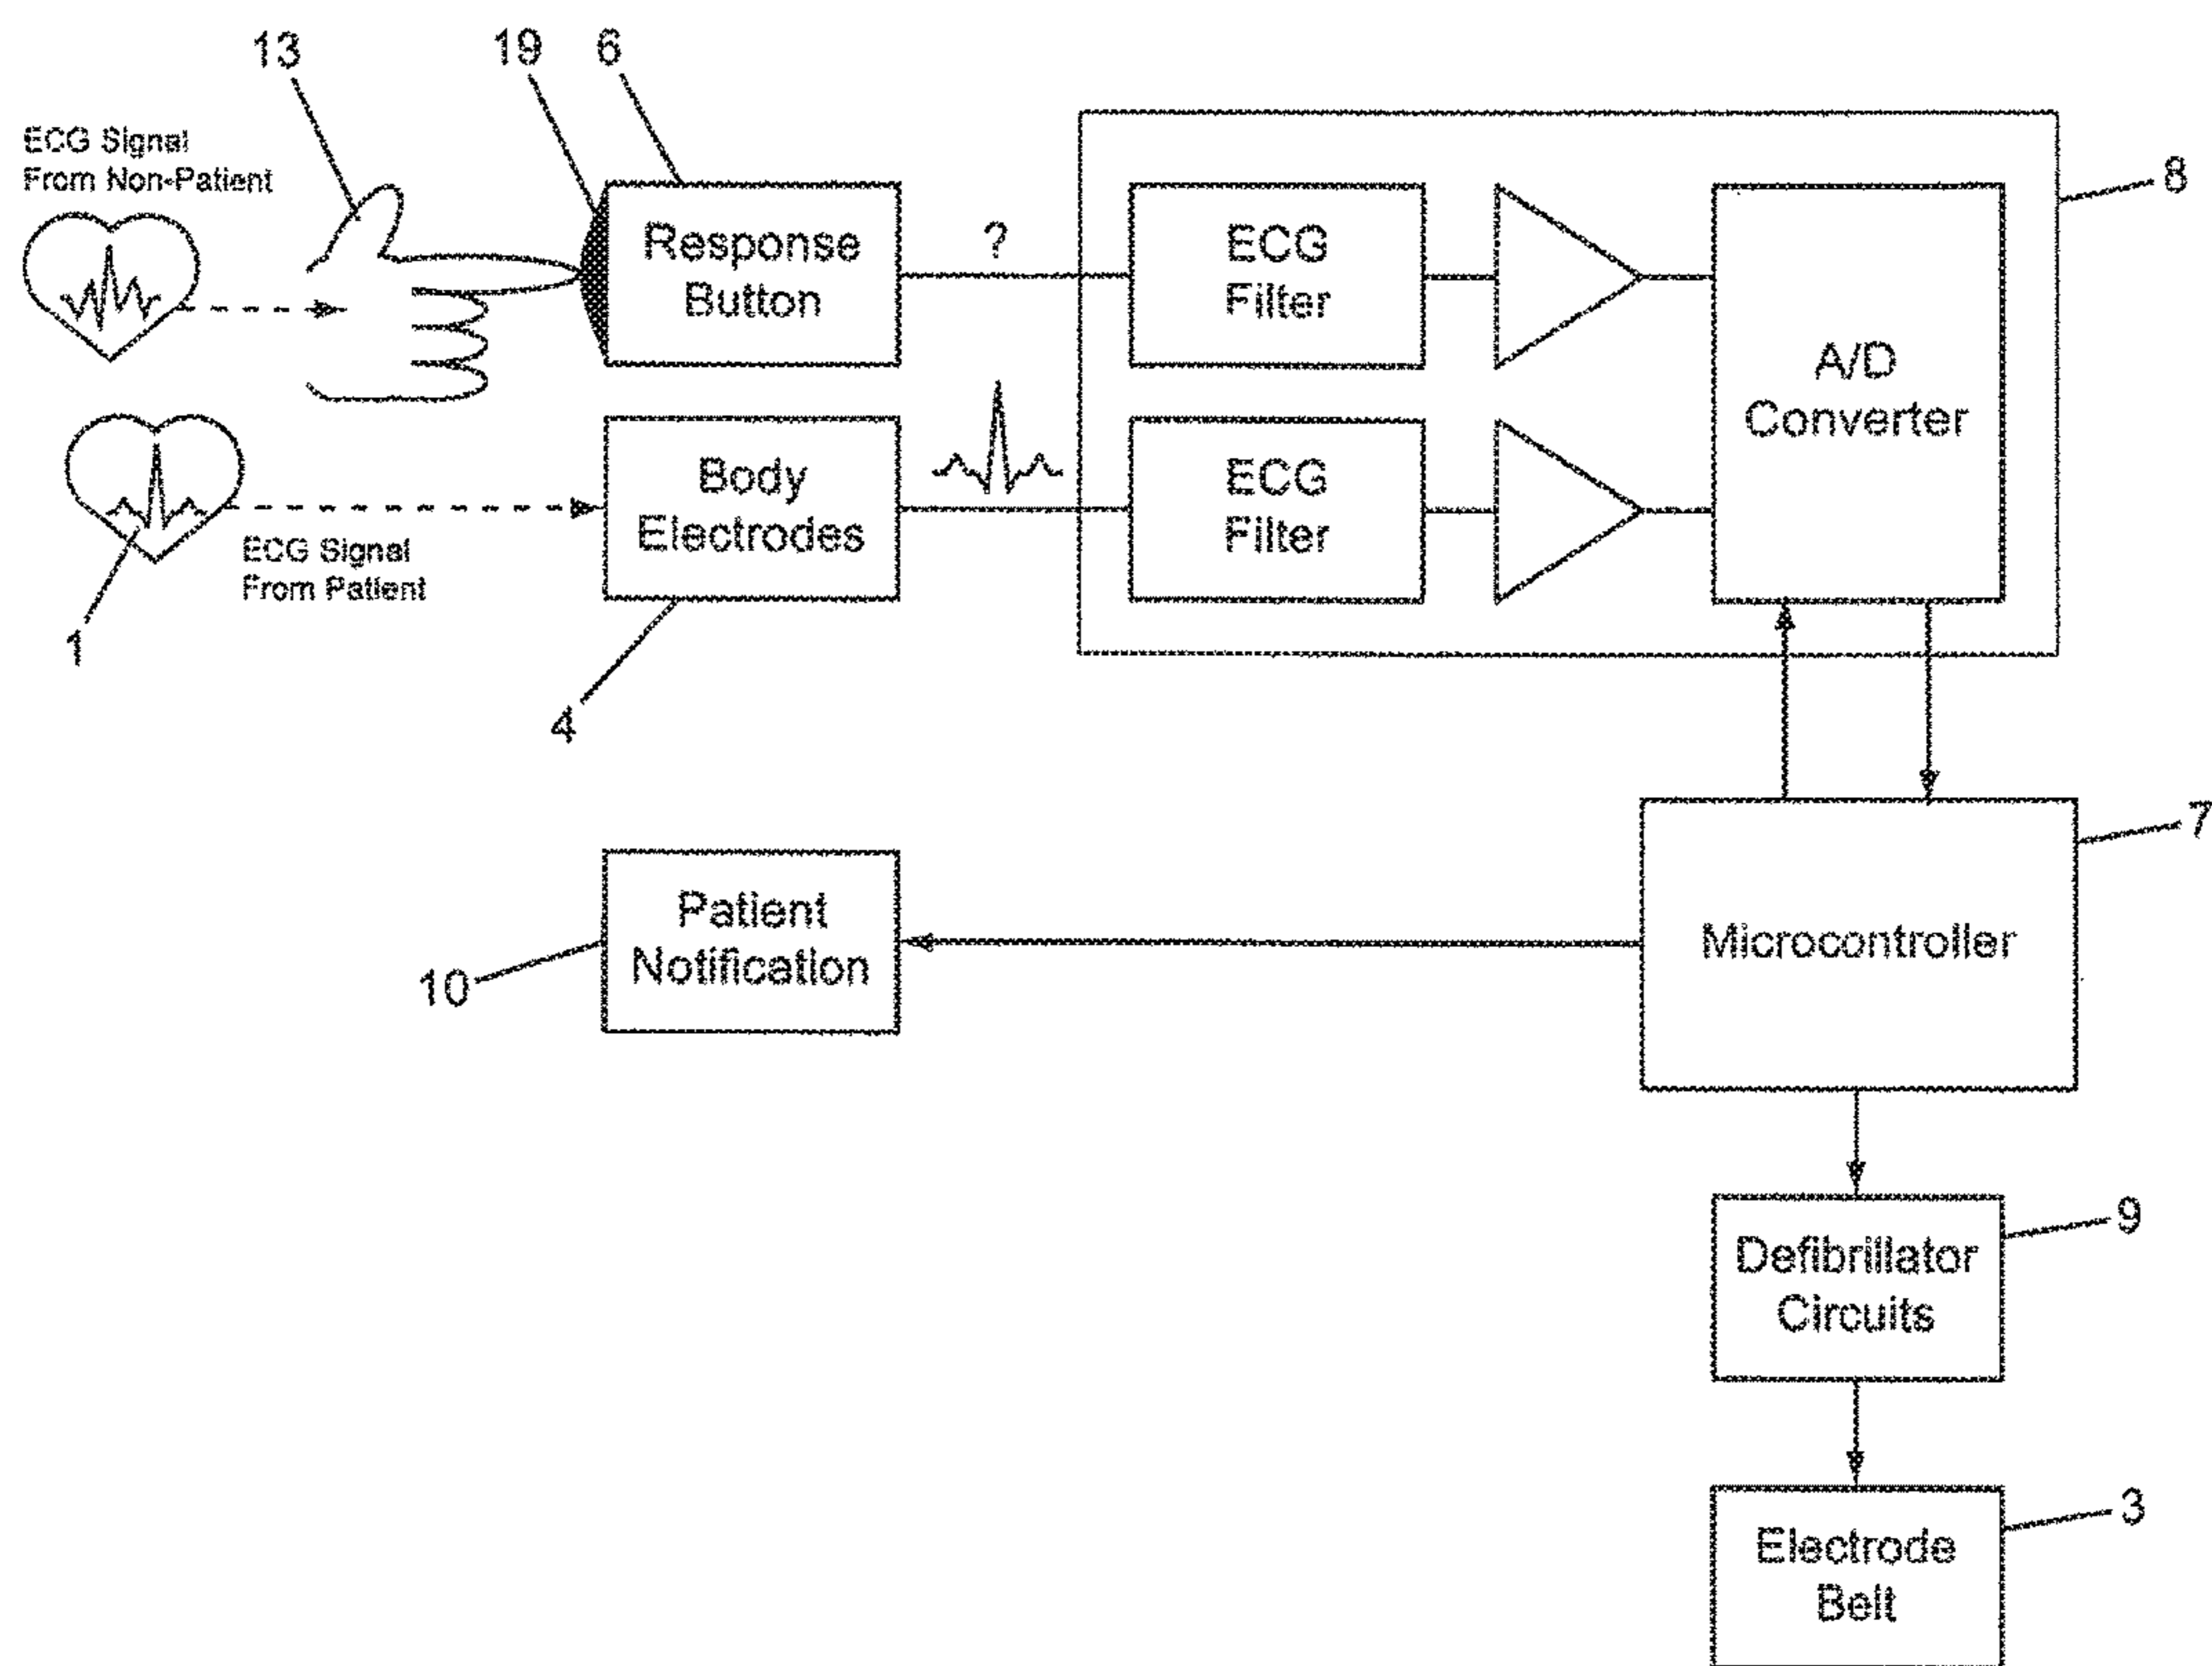 13
19
6
ECG Signal
From Non-Patient
8
Response
Button
?
ECG
Filter
A/D
Converter
Body
Electrodes
ECG
Filter
ECG Signal
From Patient
1
4
7
Patient
Notification
Microcontroller
10
9
Defibrillator
Circuits
3
Electrode
Belt